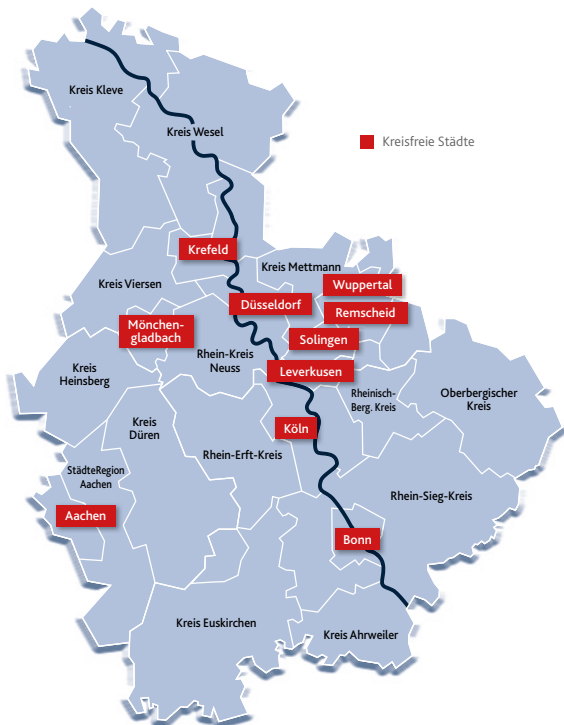 Kreis Kleve
Kreis Wesel
Kreisfreie Städte
Krefeld
Kreis Mettmann
Kreis Viersen
Wuppertal
Düsseldorf
Remscheid
Mönchen-
gladbach
Solingen
Rhein-Kreis
Neuss
Kreis
Heinsberg
Leverkusen
Rheinisch-
Berg. Kreis
Oberbergischer
Kreis
Kreis
Düren
Köln
Rhein-Erft-Kreis
StädteRegion
Aachen
Rhein-Sieg-Kreis
Aachen
Bonn
Kreis Euskirchen
Kreis Ahrweiler